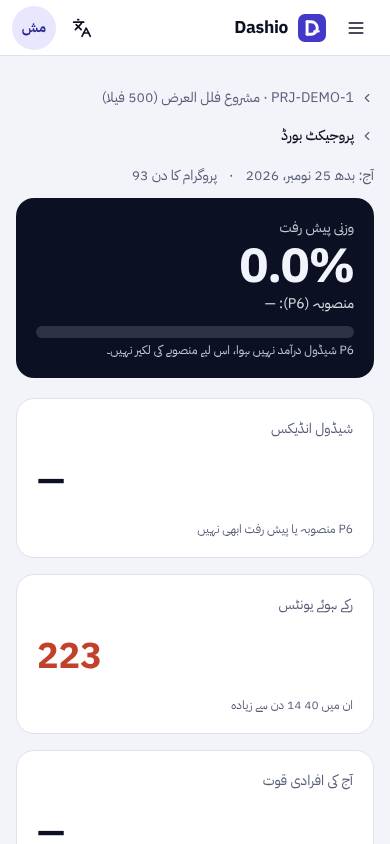 Dashio
مش
PRJ-DEMO-1 · مشروع فلل العرض (500 فيلا)
پروجیکٹ بورڈ
آج: بدھ 25 نومبر، 2026 · پروگرام کا دن 93
وزنی پیش رفت
0.0%
منصوبہ (P6): —
P6 شیڈول درآمد نہیں ہوا، اس لیے منصوبے کی لکیر نہیں۔
شیڈول انڈیکس
—
P6 منصوبہ یا پیش رفت ابھی نہیں
رکے ہوئے یونٹس
223
ان میں 40 14 دن سے زیادہ
آج کی افرادی قوت
—